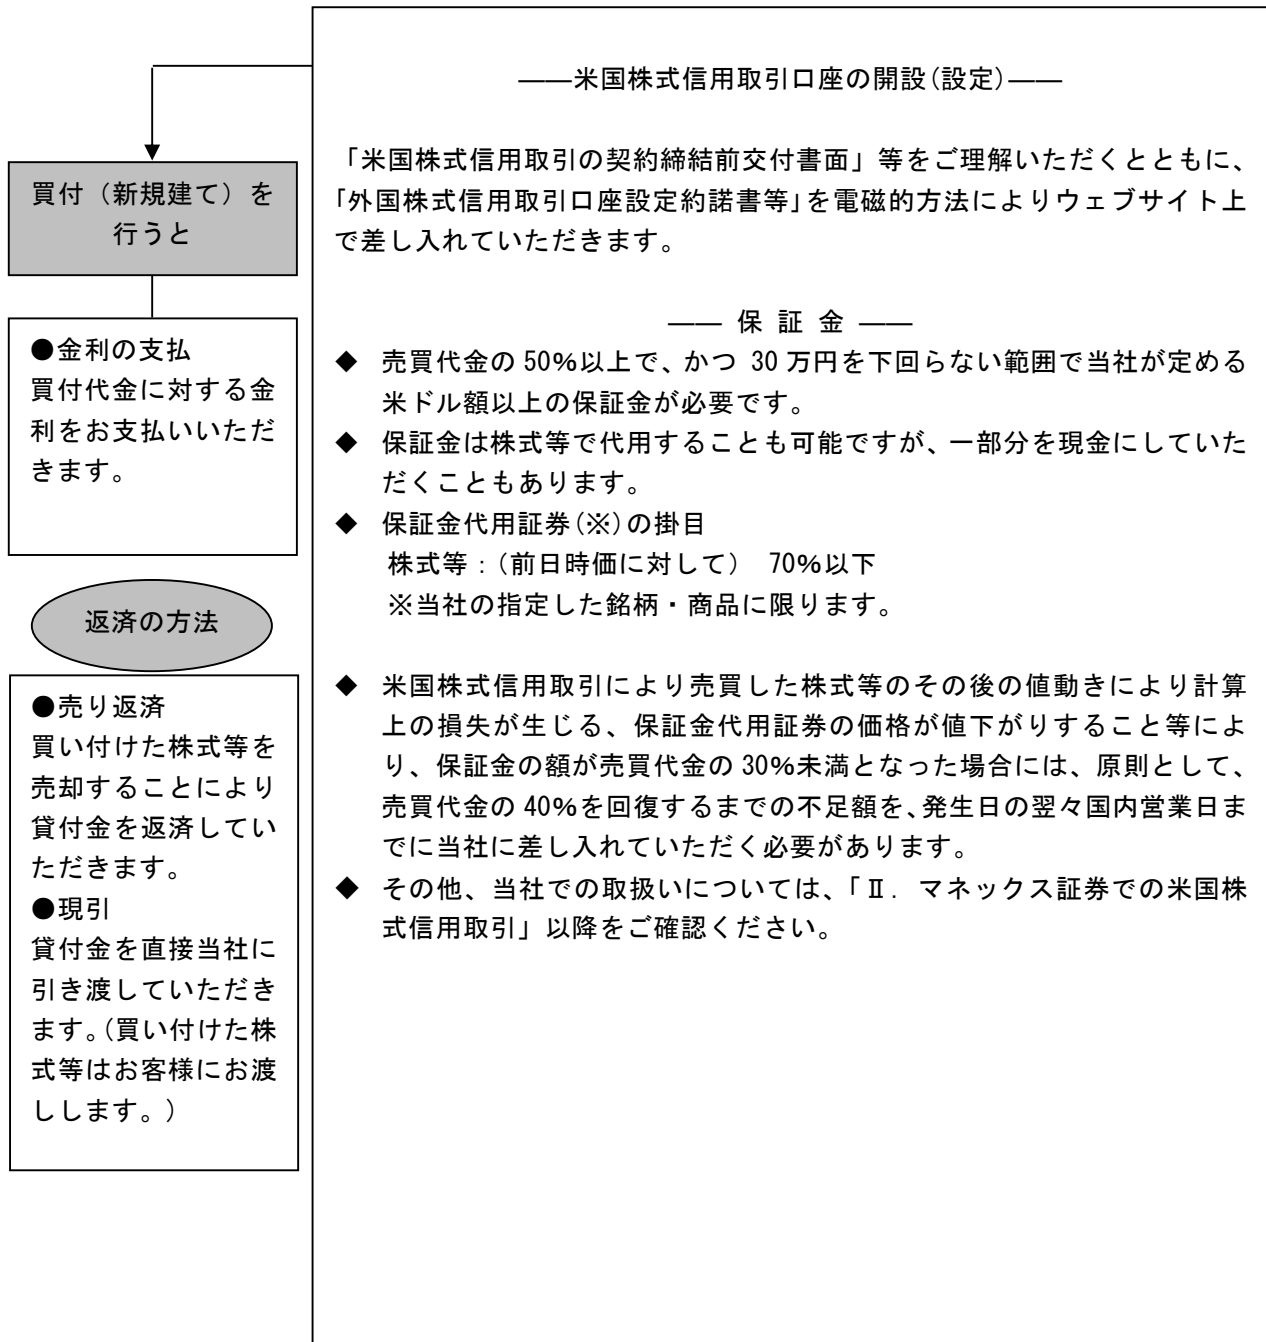 ――米国株式信用取引口座の開設(設定)――
「米国株式信用取引の契約締結前交付書面」等をご理解いただくとともに、
「外国株式信用取引口座設定約諾書等」を電磁的方法によりウェブサイト上
で差し入れていただきます。
―― 保 証 金 ――
◆ 売買代金の 50%以上で、かつ 30 万円を下回らない範囲で当社が定める
米ドル額以上の保証金が必要です。
◆ 保証金は株式等で代用することも可能ですが、一部分を現金にしていた
だくこともあります。
◆ 保証金代用証券(※)の掛目
株式等:(前日時価に対して) 70%以下
※当社の指定した銘柄・商品に限ります。
◆ 米国株式信用取引により売買した株式等のその後の値動きにより計算
上の損失が生じる、保証金代用証券の価格が値下がりすること等によ
り、保証金の額が売買代金の 30%未満となった場合には、原則として、
売買代金の 40%を回復するまでの不足額を、発生日の翌々国内営業日ま
でに当社に差し入れていただく必要があります。
◆ その他、当社での取扱いについては、「Ⅱ. マネックス証券での米国株
式信用取引」以降をご確認ください。
買付(新規建て)を
行うと
●金利の支払
買付代金に対する金
利をお支払いいただ
きます。
返済の方法
●売り返済
買い付けた株式等を
売却することにより
貸付金を返済してい
ただきます。
●現引
貸付金を直接当社に
引き渡していただき
ます。(買い付けた株
式等はお客様にお渡
しします。)